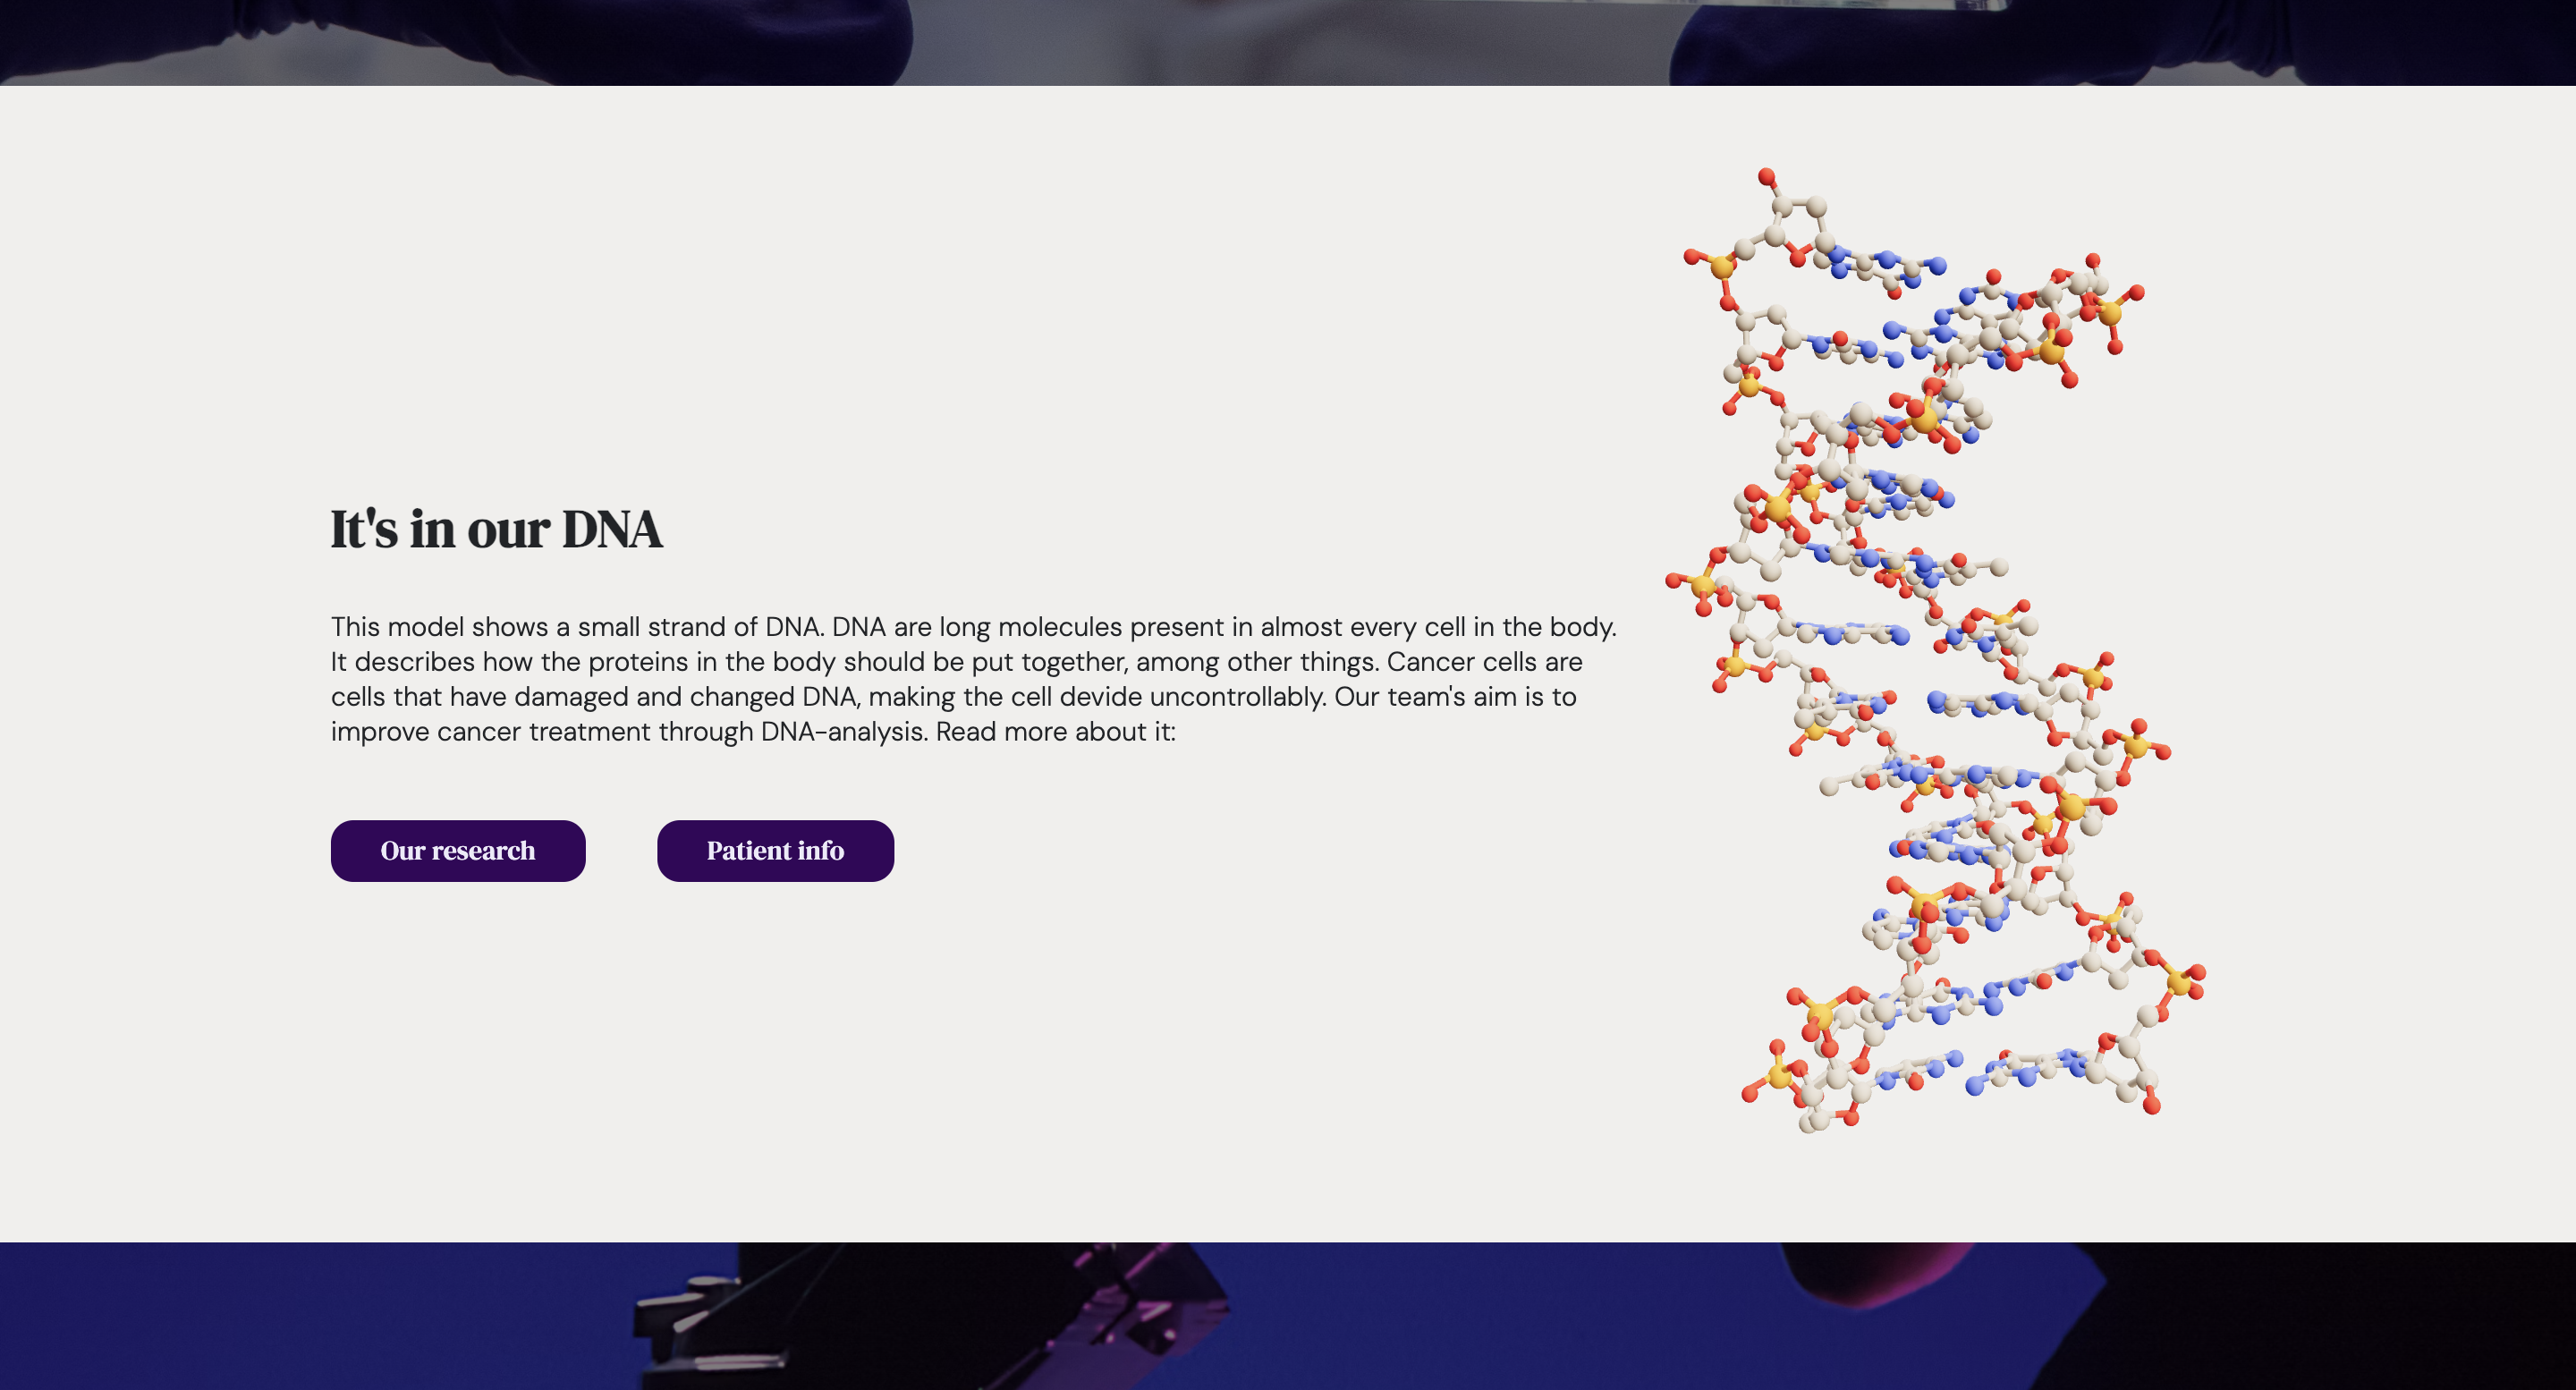 It's in our DNA
This model shows a small strand of DNA. DNA are long molecules present in almost every cell in the body.
It describes how the proteins in the body should be put together, among other things. Cancer cells are
cells that have damaged and changed DNA, making the cell devide uncontrollably. Our team's aim is to
improve cancer treatment through DNA-analysis. Read more about it:
Our research
Patient info